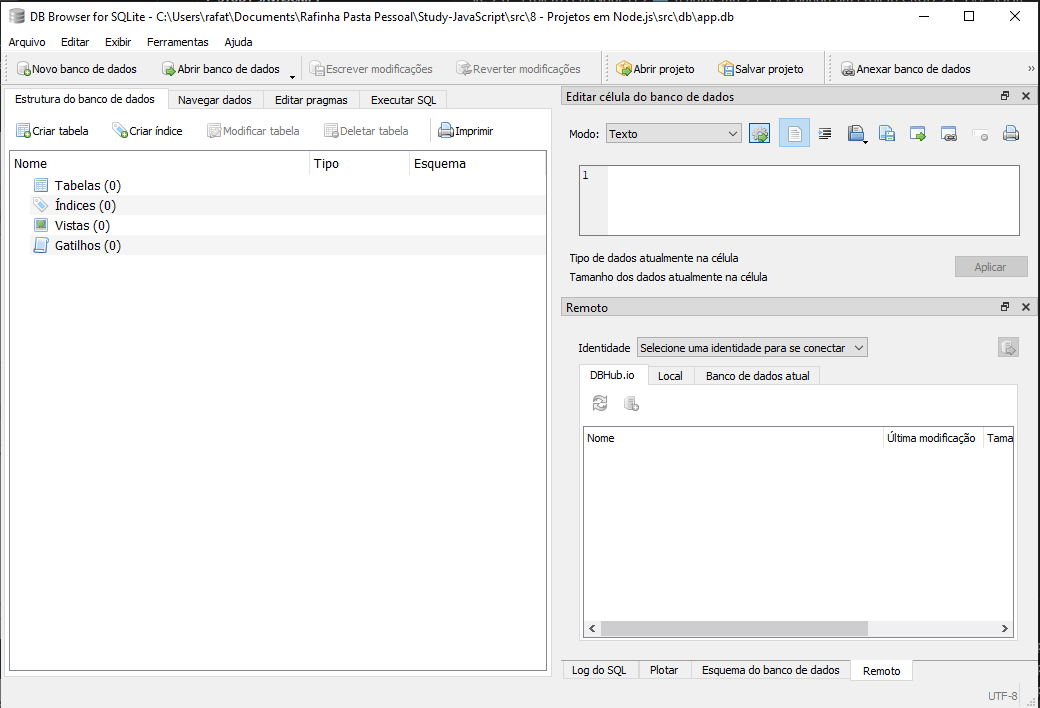 DB Browser for SQLite - C:\Users\rafat\Documents\Rafinha Pasta Pessoal\Study-JavaScript\src\8 - Projetos em Node.js\src\db\app.db
Arquivo Editar Exibir Ferramentas Ajuda
Novo banco de dados Abrir banco de dados Escrever modificações Reverter modificações Abrir projeto Salvar projeto Anexar banco de dados »
Estrutura do banco de dados Navegar dados Editar pragmas Executar SQL
Criar tabela Criar índice Modificar tabela Deletar tabela Imprimir
Nome Tipo Esquema
Tabelas (0)
Índices (0)
Vistas (0)
Gatilhos (0)
Editar célula do banco de dados
Modo: Texto
1
Tipo de dados atualmente na célula
Tamanho dos dados atualmente na célula
Aplicar
Remoto
Identidade Selecione uma identidade para se conectar
DBHub.io Local Banco de dados atual
Nome Última modificação Tama
Log do SQL Plotar Esquema do banco de dados Remoto
UTF-8